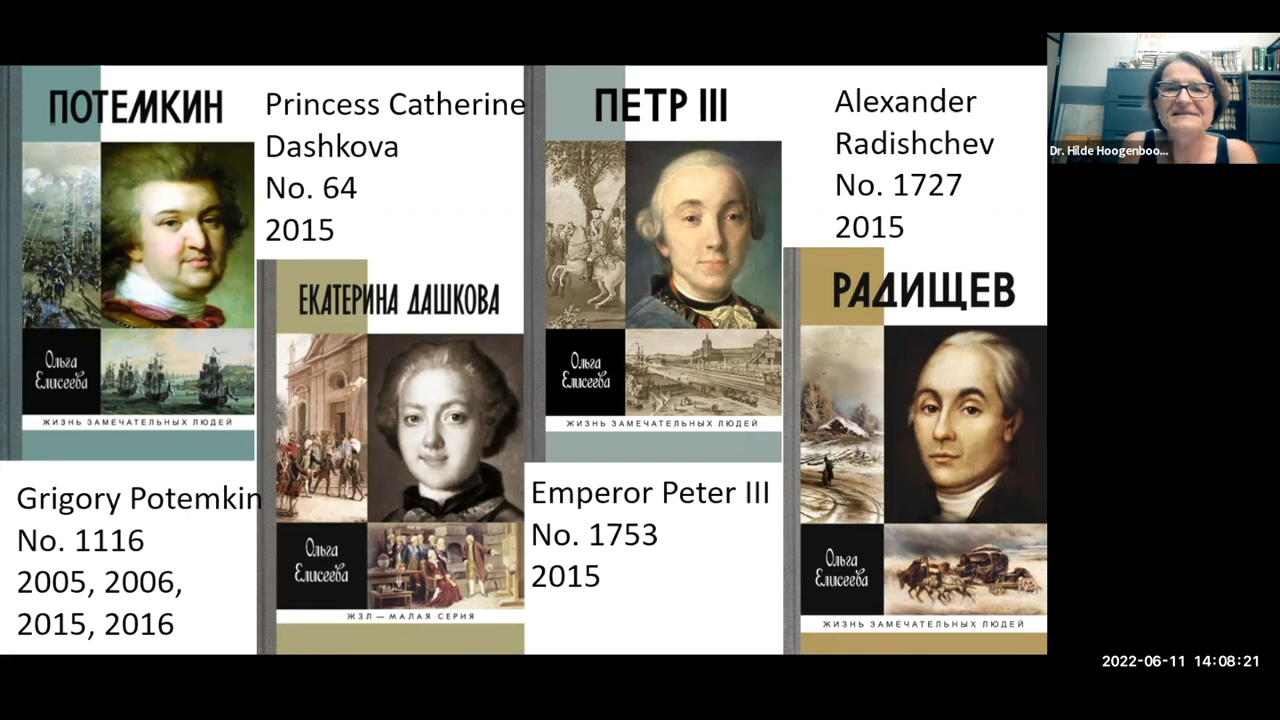 ПОТЕМКИН
Ольга
Елисеева
ЖИЗНЬ ЗАМЕЧАТЕЛЬНЫХ ЛЮДЕЙ
Grigory Potemkin
No. 1116
2005, 2006,
2015, 2016
Princess Catherine
Dashkova
No. 64
2015
ЕКАТЕРИНА ДАШКОВА
Ольга
Елисеева
ЖЗЛ — МАЛАЯ СЕРИЯ
ПЕТР III
Ольга
Елисеева
ЖИЗНЬ ЗАМЕЧАТЕЛЬНЫХ ЛЮДЕЙ
Emperor Peter III
No. 1753
2015
Alexander
Radishchev
No. 1727
2015
РАДИЩЕВ
Ольга
Елисеева
ЖИЗНЬ ЗАМЕЧАТЕЛЬНЫХ ЛЮДЕЙ
Dr. Hilde Hoogenboo...
2022-06-11 14:08:21